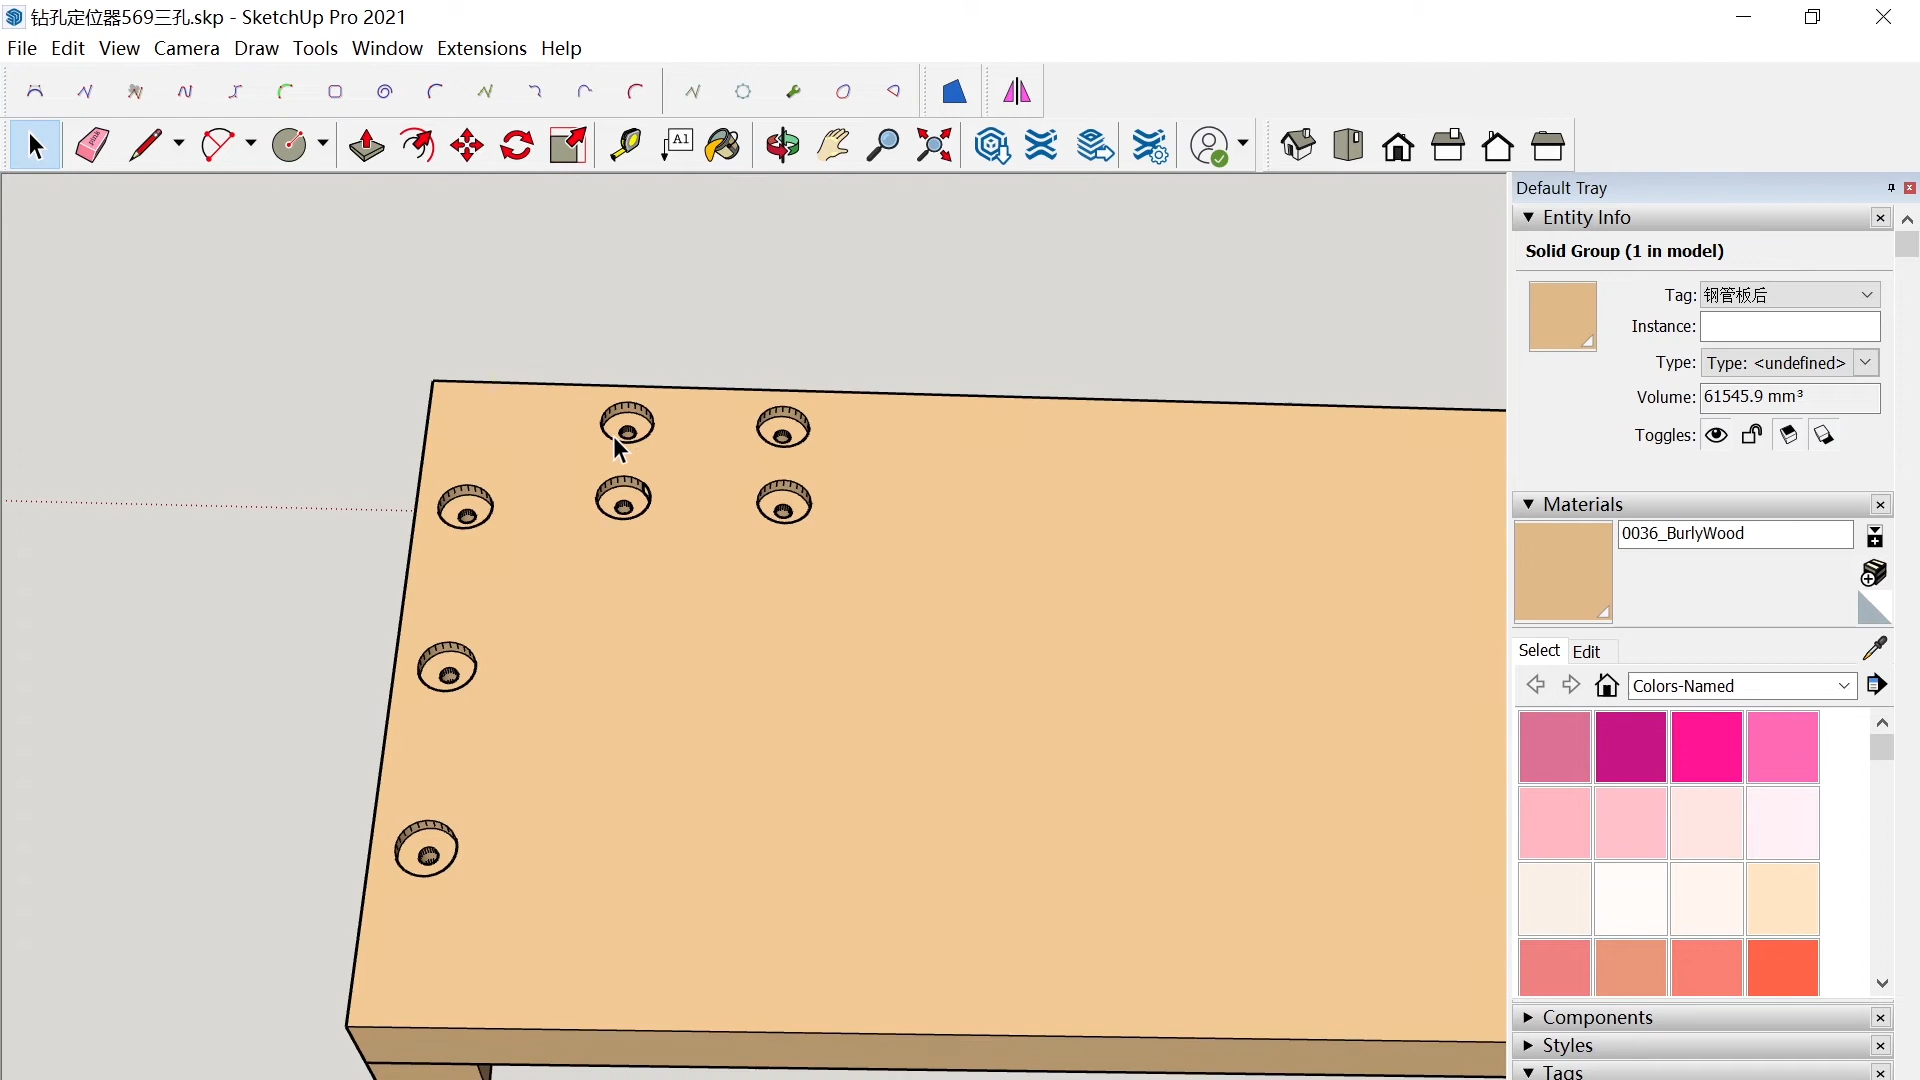 钻孔定位器569三孔.skp - SketchUp Pro 2021
File Edit View Camera Draw Tools Window Extensions Help
A1
Default Tray
Entity Info
Solid Group (1 in model)
Tag: 钢管板后
Instance:
Type: Type: <undefined>
Volume: 61545.9 mm³
Toggles:
Materials
0036_BurlyWood
Select Edit
Colors-Named
Components
Styles
Tags